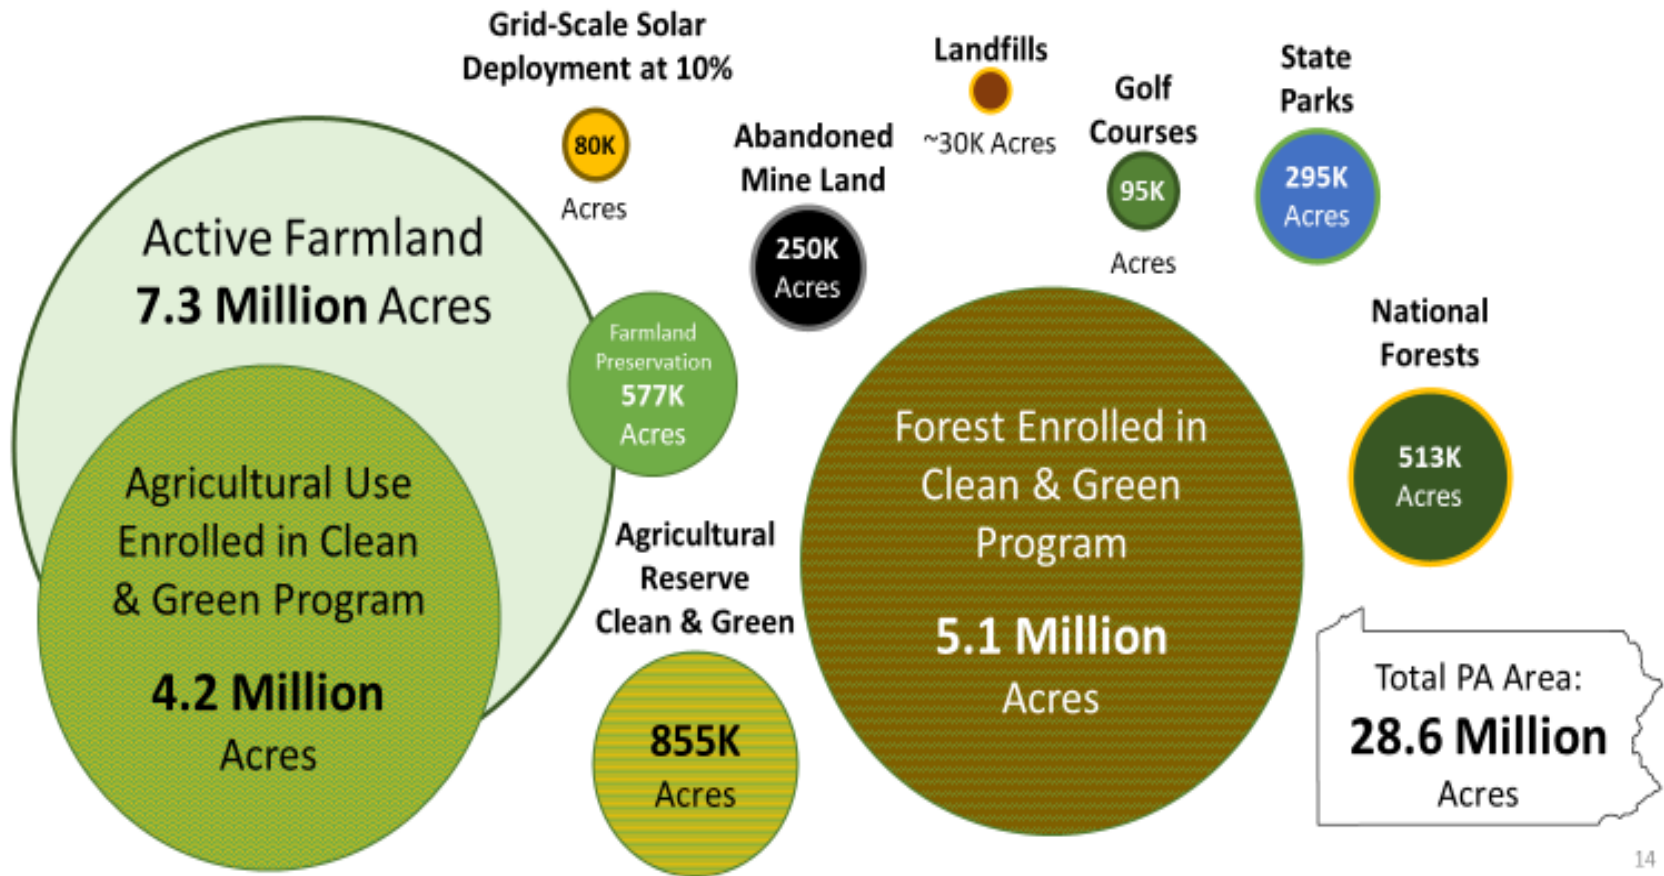 Grid-Scale Solar
Deployment at 10%
80K
Acres
Landfills
~30K Acres
Golf
Courses
95K
Acres
State
Parks
295K
Acres
Abandoned
Mine Land
250K
Acres
Active Farmland
7.3 Million Acres
Farmland
Preservation
577K
Acres
National
Forests
513K
Acres
Agricultural Use
Enrolled in Clean
& Green Program
4.2 Million
Acres
Agricultural
Reserve
Clean & Green
855K
Acres
Forest Enrolled in
Clean & Green
Program
5.1 Million
Acres
Total PA Area:
28.6 Million
Acres
14